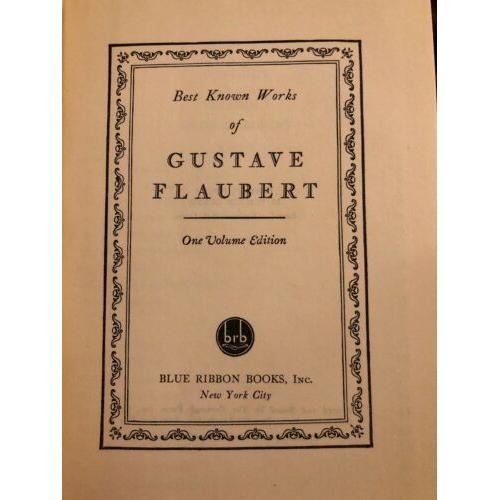 Best Known Works
of
GUSTAVE
FLAUBERT
One Volume Edition
brb
BLUE RIBBON BOOKS, Inc.
New York City